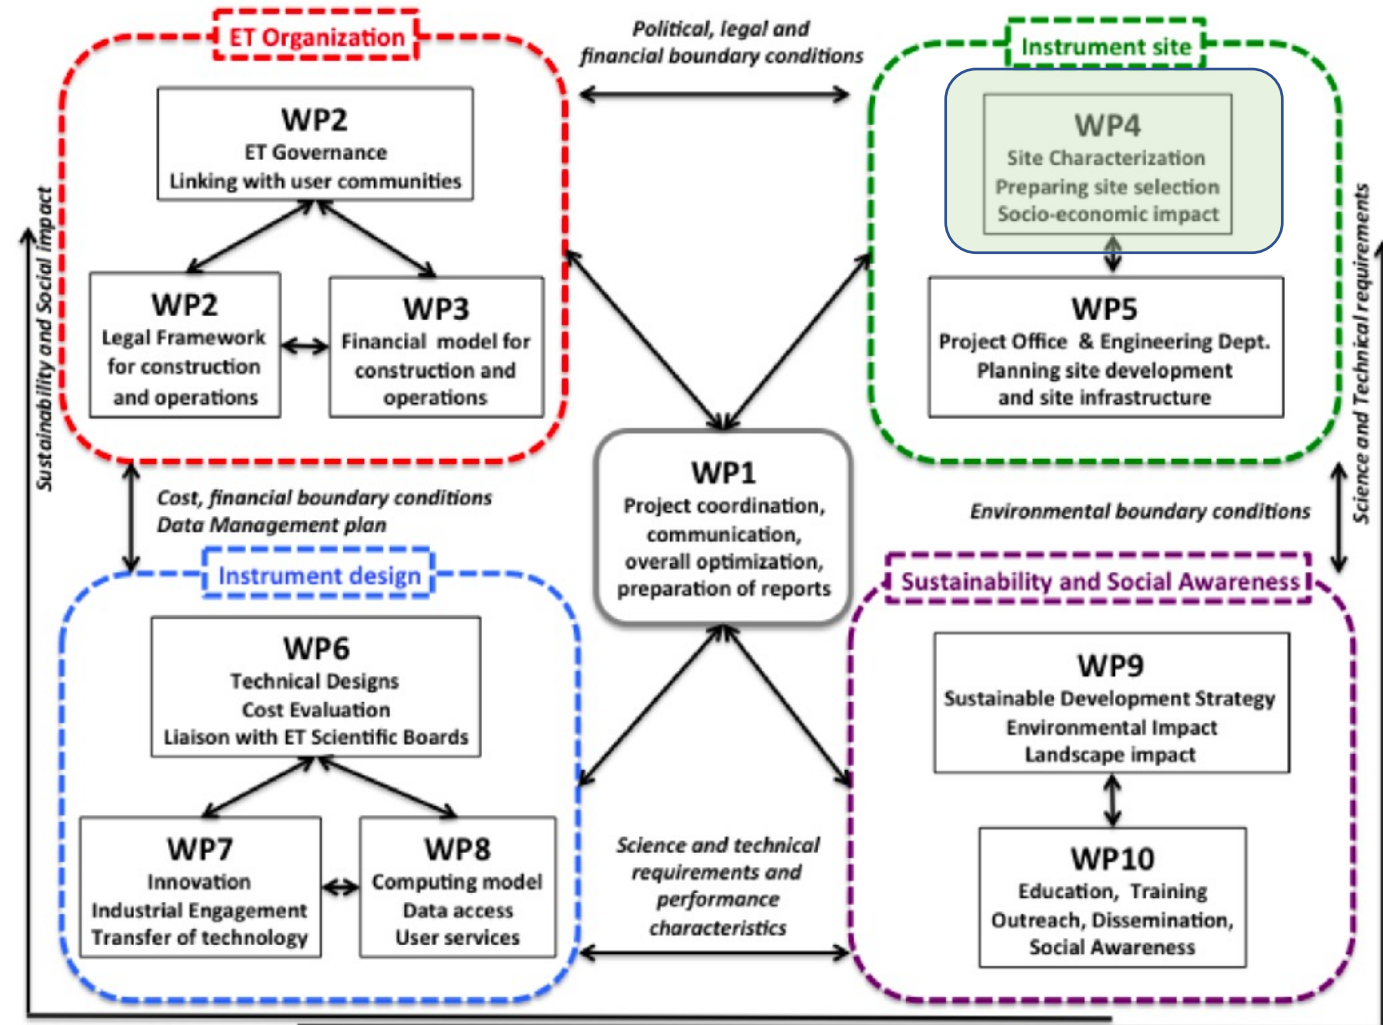 ET Organization
Political, legal and
financial boundary conditions
Instrument site
WP2
ET Governance
Linking with user communities
WP2
Legal Framework
for construction
and operations
WP3
Financial model for
construction and
operations
WP4
Site Characterization
Preparing site selection
Socio-economic impact
WP5
Project Office & Engineering Dept.
Planning site development
and site infrastructure
Sustainability and Social impact
Science and Technical requirements
WP1
Project coordination,
communication,
overall optimization,
preparation of reports
Cost, financial boundary conditions
Data Management plan
Environmental boundary conditions
Instrument design
WP6
Technical Designs
Cost Evaluation
Liaison with ET Scientific Boards
WP7
Innovation
Industrial Engagement
Transfer of technology
WP8
Computing model
Data access
User services
Science and technical
requirements and
performance
characteristics
Sustainability and Social Awareness
WP9
Sustainable Development Strategy
Environmental Impact
Landscape impact
WP10
Education, Training
Outreach, Dissemination,
Social Awareness